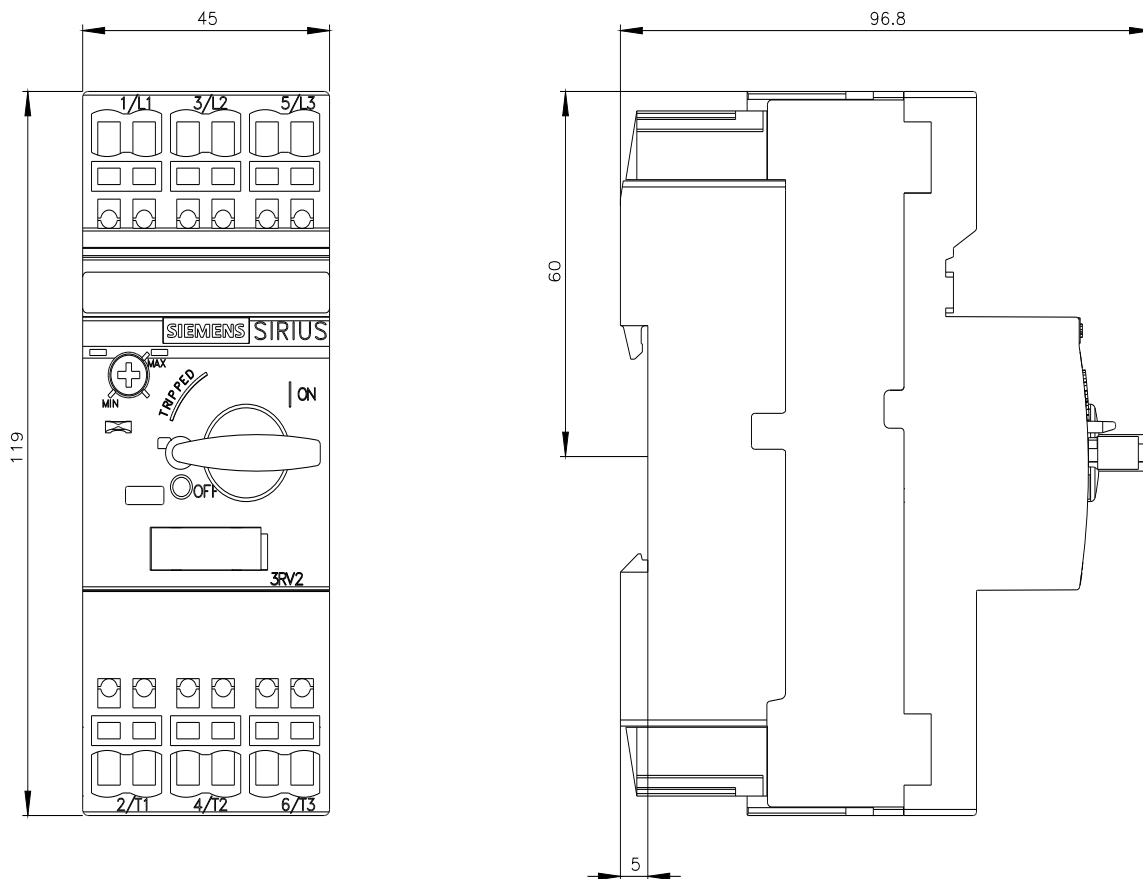 45
96.8
1/L1 3/L2 5/L3
60
SIEMENS SIRIUS
MAX
MIN
TRIPPED
ON
119
OFF
3RV2
2/T1 4/T2 6/T3
5